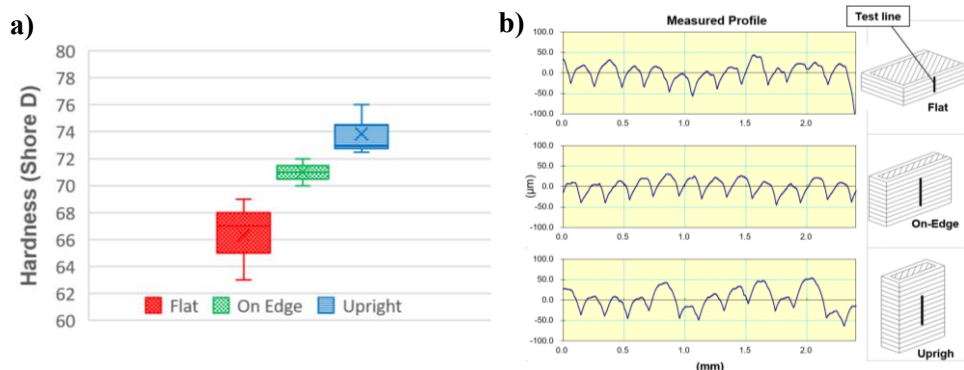 a)
Hardness (Shore D)
80
78
76
74
72
70
68
66
64
62
60
Flat
On Edge
Upright
b)
Measured Profile
Test line
100.0
50.0
0.0
-50.0
-100.0
0.0 0.5 1.0 1.5 2.0
Flat
100.0
50.0
0.0
-50.0
-100.0
0.0 0.5 1.0 1.5 2.0
(µm)
On-Edge
100.0
50.0
0.0
-50.0
-100.0
0.0 0.5 1.0 1.5 2.0
(mm)
Uprigh